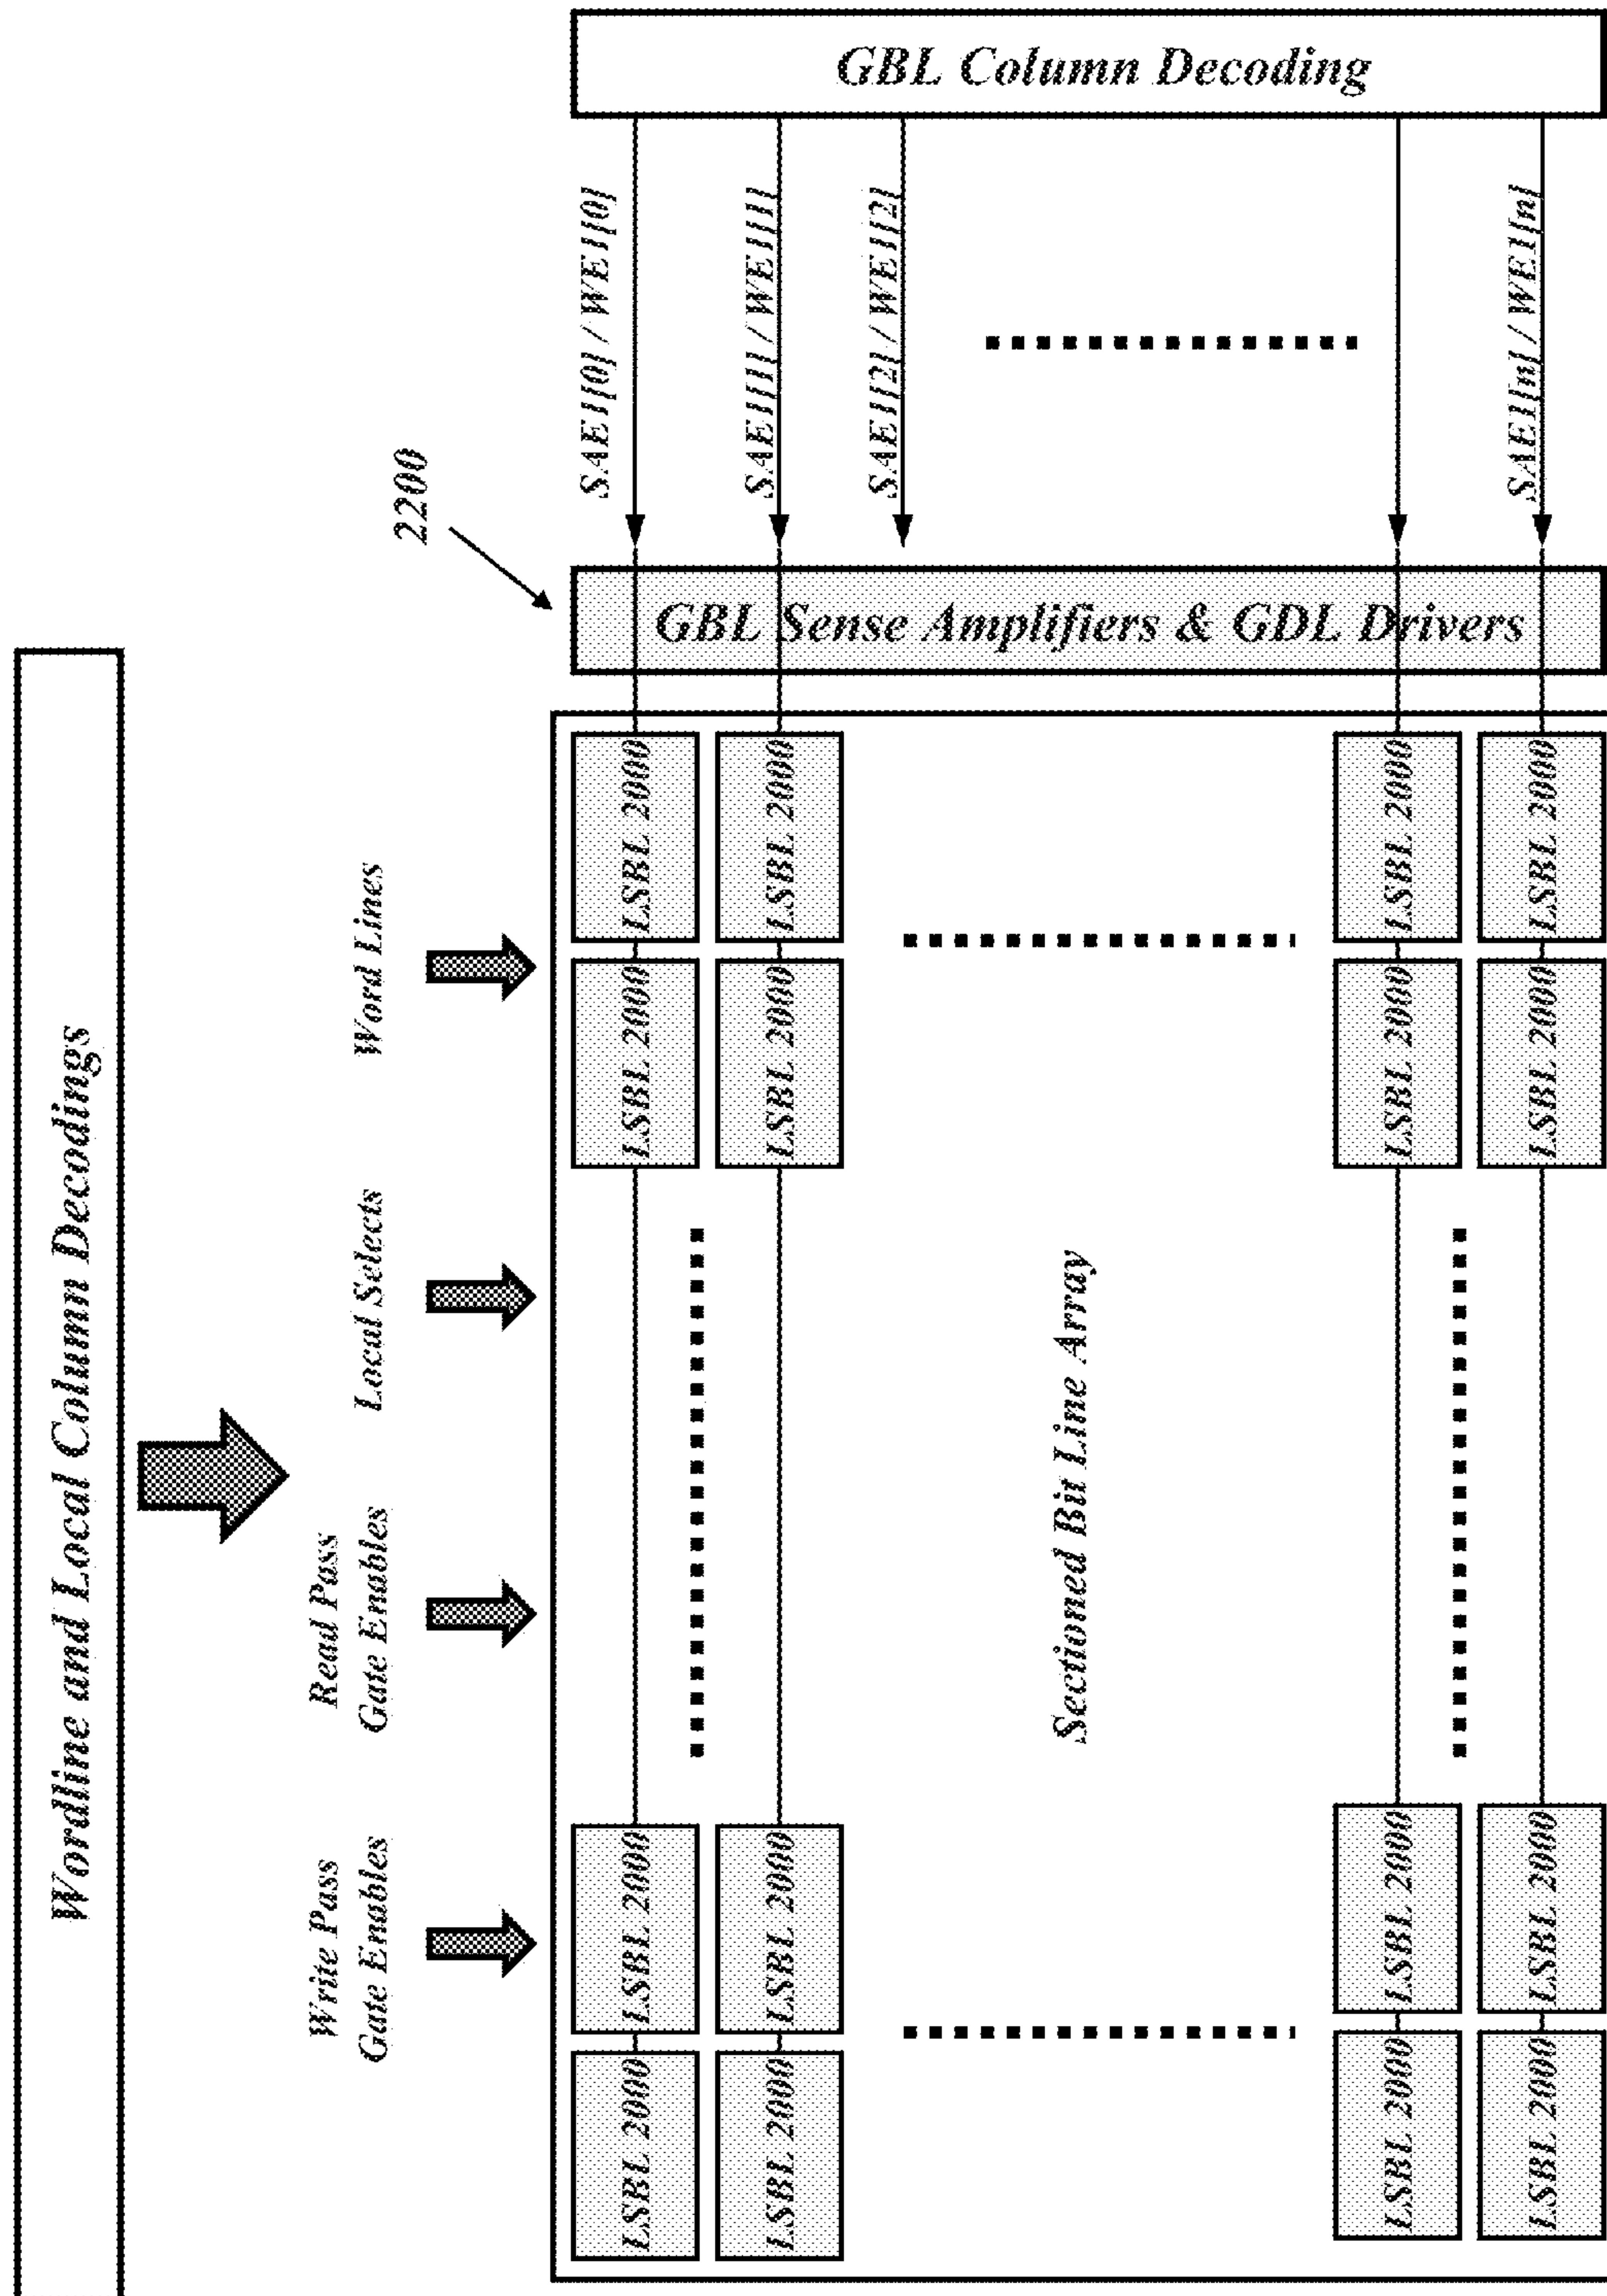 GBL Column Decoding
SAE1[0] / WE1[0]
SAE1[1] / WE1[1]
SAE1[2] / WE1[2]
SAE1[n] / WE1[n]
2200
GBL Sense Amplifiers & GDL Drivers
Wordline and Local Column Decodings
Word Lines
Local Selects
Read Pass
Gate Enables
Write Pass
Gate Enables
LSBL 2000
LSBL 2000
LSBL 2000
LSBL 2000
LSBL 2000
LSBL 2000
LSBL 2000
LSBL 2000
Sectioned Bit Line Array
LSBL 2000
LSBL 2000
LSBL 2000
LSBL 2000
LSBL 2000
LSBL 2000
LSBL 2000
LSBL 2000